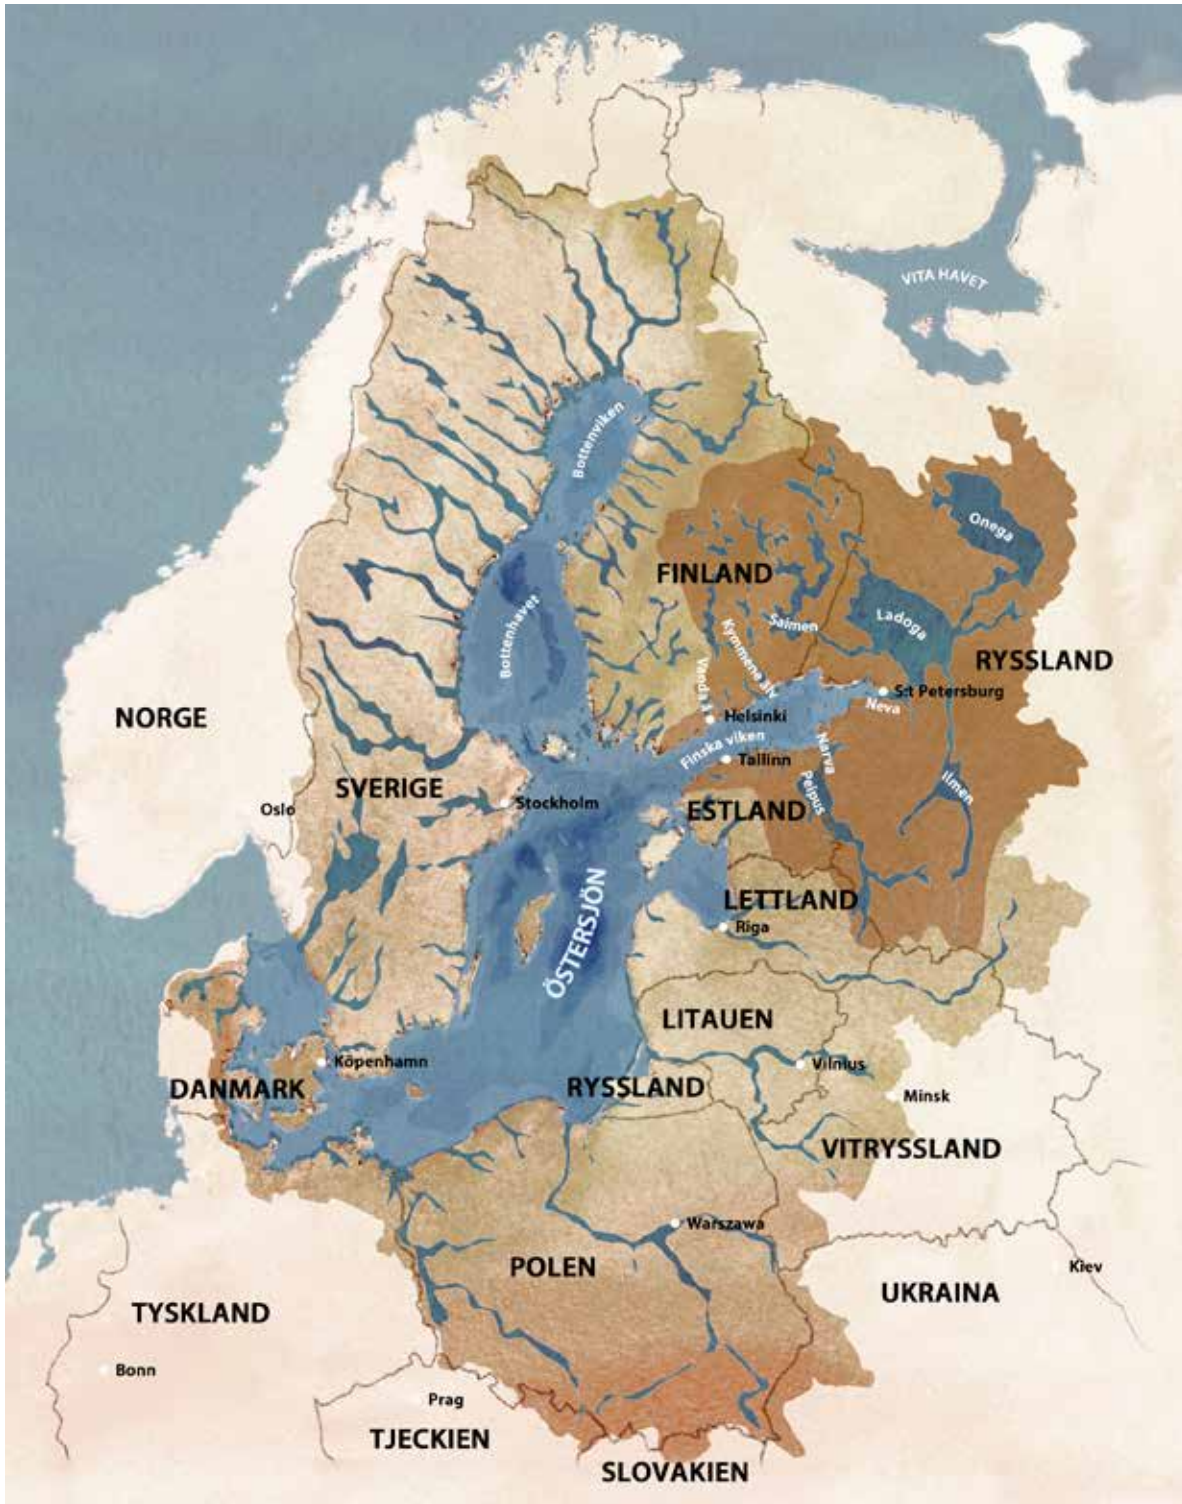 VITA HAVET
Bottenviken
Onega
FINLAND
Bottenhavet
Saimen
Ladoga
Kymmene älv
Vanda å
RYSSLAND
S:t Petersburg
Neva
NORGE
Helsinki
Finska viken
Narva
Tallinn
SVERIGE
Peipus
Ilmen
Oslo
Stockholm
ESTLAND
LETTLAND
Riga
ÖSTERSJÖN
LITAUEN
Köpenhamn
Vilnius
DANMARK
RYSSLAND
Minsk
VITRYSSLAND
Warszawa
POLEN
Kiev
UKRAINA
TYSKLAND
Bonn
Prag
TJECKIEN
SLOVAKIEN